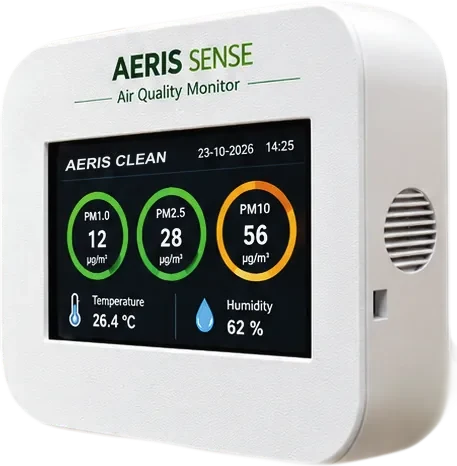 AERIS SENSE
Air Quality Monitor
AERIS CLEAN 23-10-2026 14:25
PM1.0 PM2.5 PM10
12 28 56
µg/m³ µg/m³ µg/m³
Temperature Humidity
26.4 °C 62 %